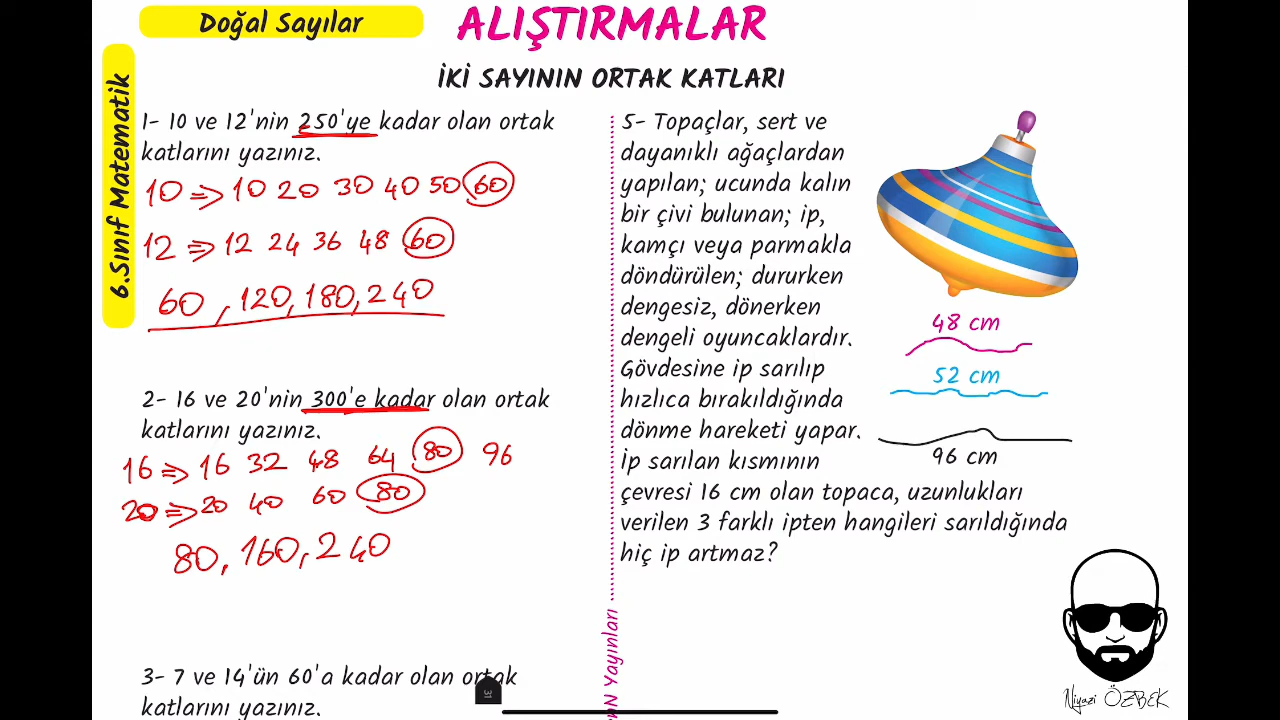 Doğal Sayılar
ALIŞTIRMALAR
6.Sınıf Matematik
İKİ SAYININ ORTAK KATLARI
1- 10 ve 12'nin 250'ye kadar olan ortak
katlarını yazınız.
10 ⇒ 10 20 30 40 50 60
12 ⇒ 12 24 36 48 60
60, 120, 180, 240
2- 16 ve 20'nin 300'e kadar olan ortak
katlarını yazınız.
16 ⇒ 16 32 48 64 80 96
20 ⇒ 20 40 60 80
80, 160, 240
3- 7 ve 14'ün 60'a kadar olan ortak
katlarını yazınız.
5- Topaçlar, sert ve
dayanıklı ağaçlardan
yapılan; ucunda kalın
bir çivi bulunan; ip,
kamçı veya parmakla
döndürülen; dururken
dengesiz, dönerken
dengeli oyuncaklardır.
Gövdesine ip sarılıp
hızlıca bırakıldığında
dönme hareketi yapar.
İp sarılan kısmının
çevresi 16 cm olan topaca, uzunlukları
verilen 3 farklı ipten hangileri sarıldığında
hiç ip artmaz?
48 cm
52 cm
96 cm
Yayınları
Niyazi ÖZBEK
31